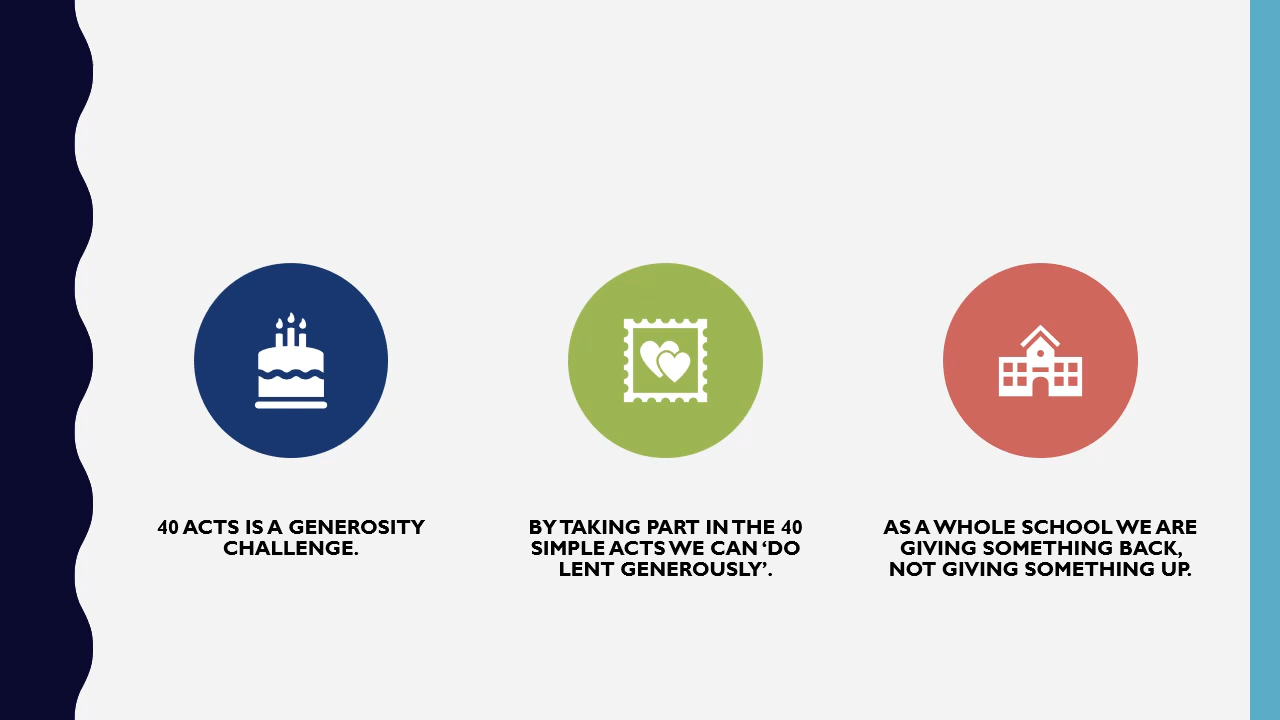 40 ACTS IS A GENEROSITY
CHALLENGE.
BY TAKING PART IN THE 40
SIMPLE ACTS WE CAN ‘DO
LENT GENEROUSLY’.
AS A WHOLE SCHOOL WE ARE
GIVING SOMETHING BACK,
NOT GIVING SOMETHING UP.